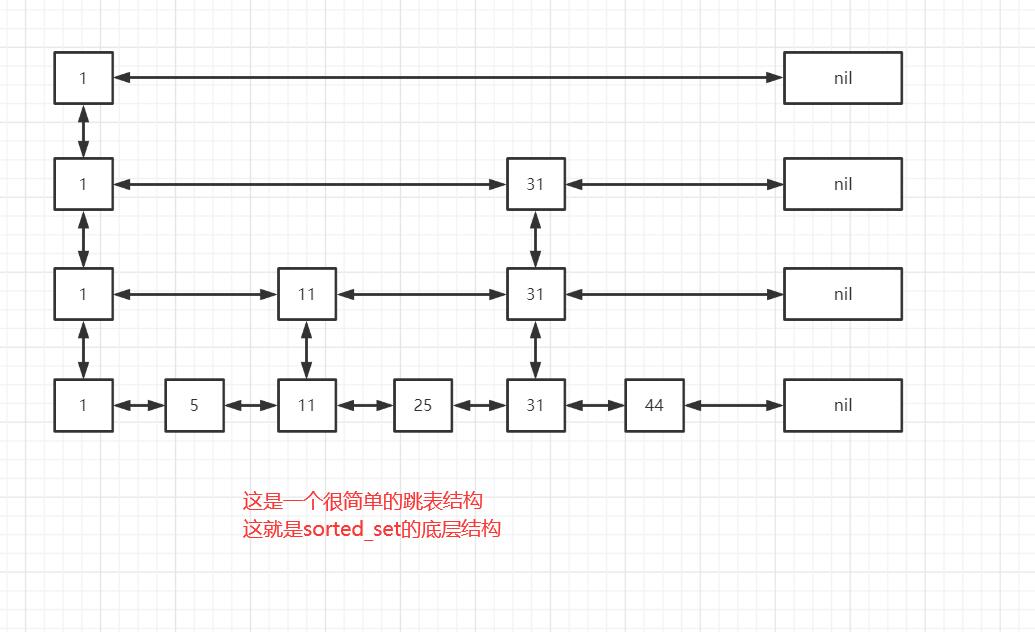 1 nil
1 31 nil
1 11 31 nil
1 5 11 25 31 44 nil
这是一个很简单的跳表结构
这就是sorted_set的底层结构